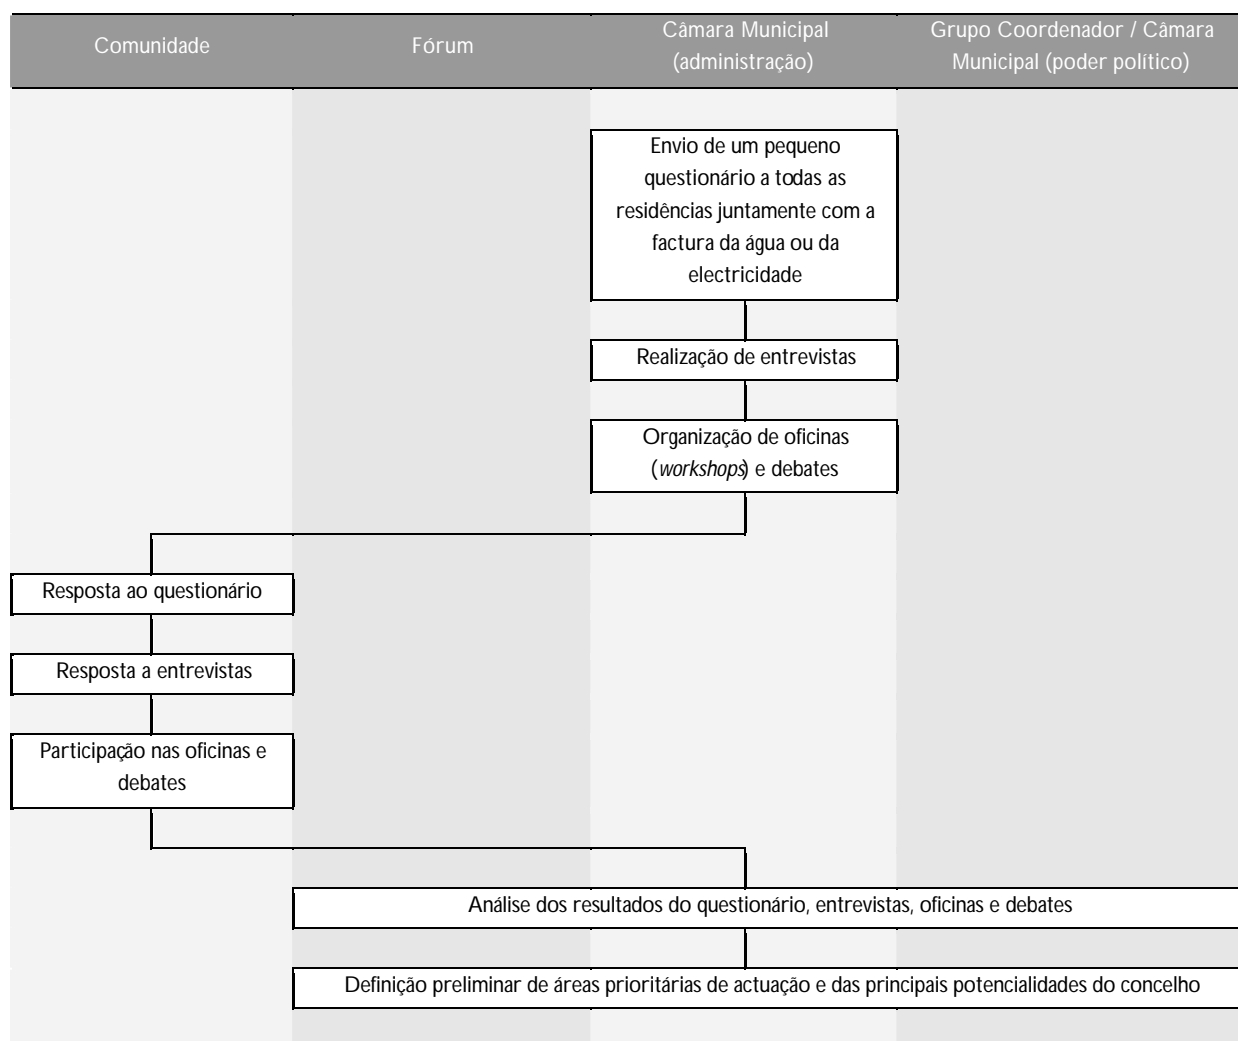 Comunidade
Fórum
Câmara Municipal
(administração)
Grupo Coordenador / Câmara
Municipal (poder político)
Envio de um pequeno
questionário a todas as
residências juntamente com a
factura da água ou da
electricidade
Realização de entrevistas
Organização de oficinas
(workshops) e debates
Resposta ao questionário
Resposta a entrevistas
Participação nas oficinas e
debates
Análise dos resultados do questionário, entrevistas, oficinas e debates
Definição preliminar de áreas prioritárias de actuação e das principais potencialidades do concelho